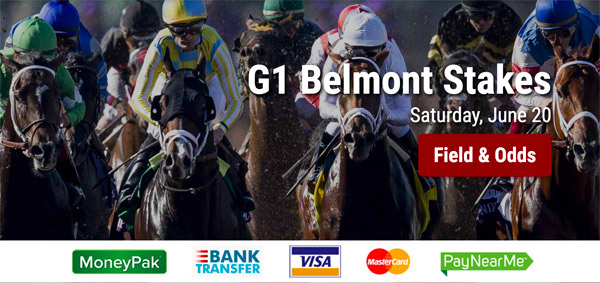 G1 Belmont Stakes
Saturday, June 20
Field & Odds
MoneyPak
BANK
TRANSFER
VISA
MasterCard
PayNearMe